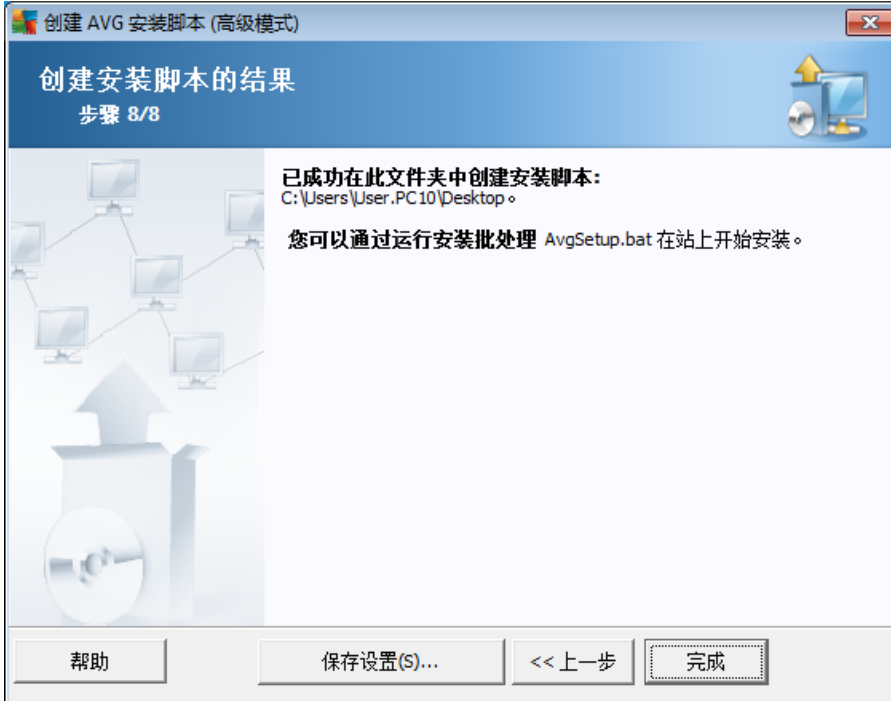 创建 AVG 安装脚本 (高级模式)
创建安装脚本的结果
步骤 8/8
已成功在此文件夹中创建安装脚本:
C:\Users\User.PC10\Desktop。
您可以通过运行安装批处理 AvgSetup.bat 在站上开始安装。
帮助
保存设置(S)...
<< 上一步
完成